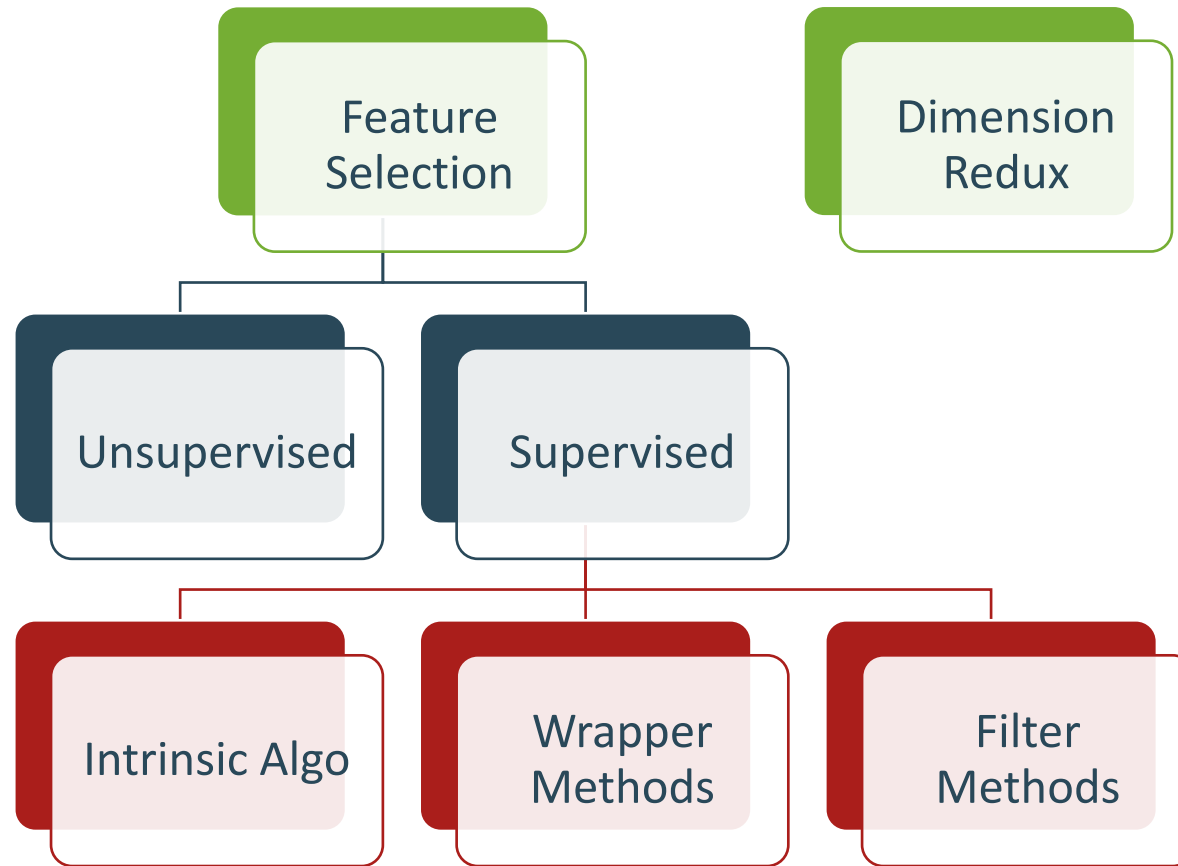 Feature
Selection
Dimension
Redux
Unsupervised
Supervised
Intrinsic Algo
Wrapper
Methods
Filter
Methods